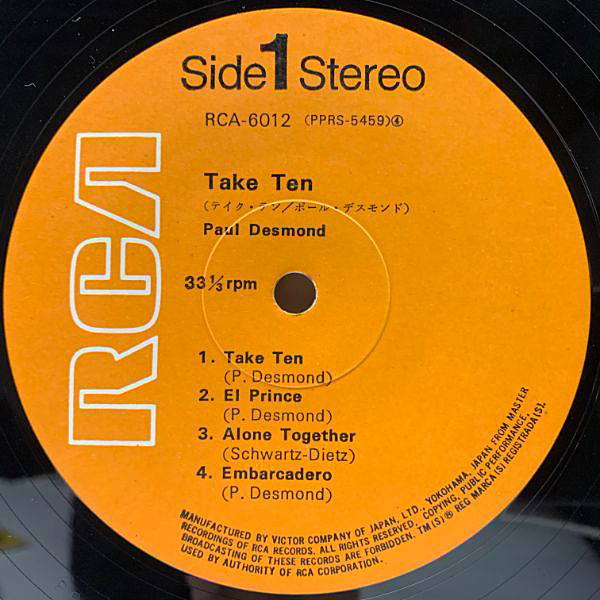 Side 1 Stereo
RCA-6012 (PPRS-5459)④
RCA
Take Ten
(テイク・テン/ポール・デスモンド)
Paul Desmond
33 1/3 rpm
1. Take Ten
(P. Desmond)
2. El Prince
(P. Desmond)
3. Alone Together
(Schwartz-Dietz)
4. Embarcadero
(P. Desmond)
MANUFACTURED BY VICTOR COMPANY OF JAPAN, LTD., YOKOHAMA, JAPAN FROM MASTER
RECORDINGS OF RCA RECORDS. ALL RIGHTS RESERVED, COPYING, PUBLIC PERFORMANCE,
BROADCASTING OF THESE RECORDS ARE FORBIDDEN. TM(S)® REG MARCA(S) REGISTRADA(S).
USED BY AUTHORITY OF RCA CORPORATION.